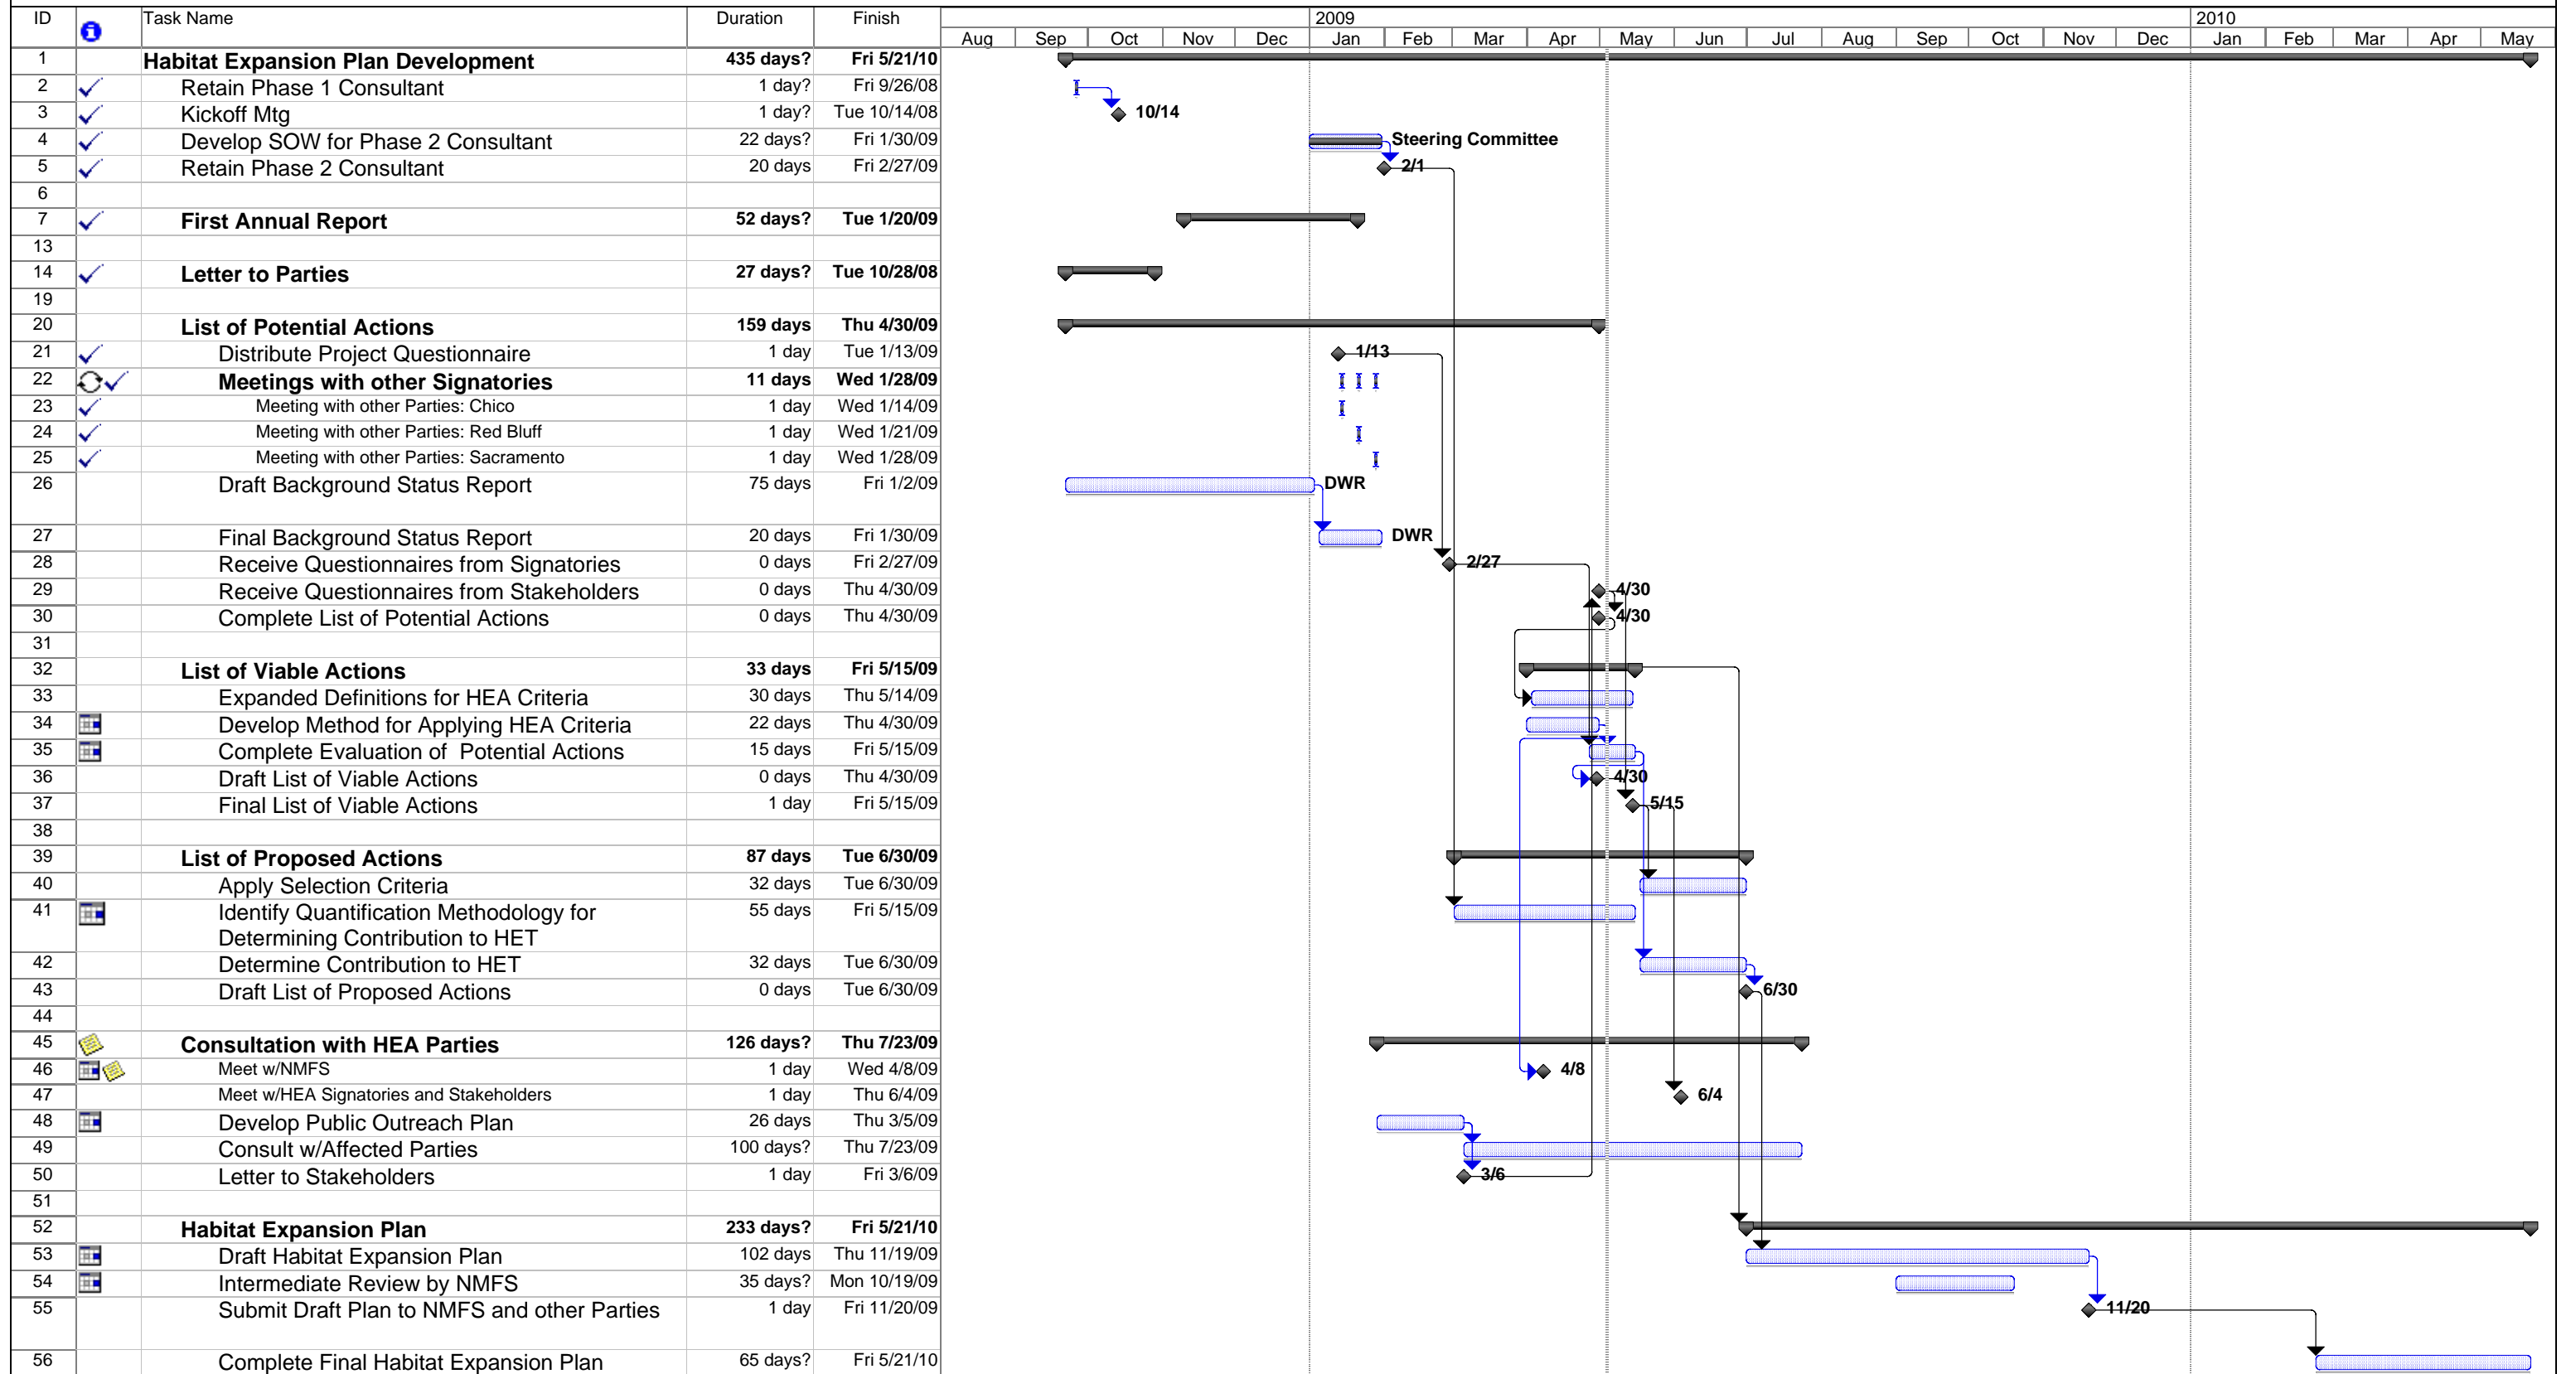 ID Task Name Duration Finish 2009 2010
Aug Sep Oct Nov Dec Jan Feb Mar Apr May Jun Jul Aug Sep Oct Nov Dec Jan Feb Mar Apr May
1 Habitat Expansion Plan Development 435 days? Fri 5/21/10
2 Retain Phase 1 Consultant 1 day? Fri 9/26/08
3 Kickoff Mtg 1 day? Tue 10/14/08 10/14
4 Develop SOW for Phase 2 Consultant 22 days? Fri 1/30/09 Steering Committee
5 Retain Phase 2 Consultant 20 days Fri 2/27/09 2/1
6
7 First Annual Report 52 days? Tue 1/20/09
13
14 Letter to Parties 27 days? Tue 10/28/08
19
20 List of Potential Actions 159 days Thu 4/30/09
21 Distribute Project Questionnaire 1 day Tue 1/13/09 1/13
22 Meetings with other Signatories 11 days Wed 1/28/09
23 Meeting with other Parties: Chico 1 day Wed 1/14/09
24 Meeting with other Parties: Red Bluff 1 day Wed 1/21/09
25 Meeting with other Parties: Sacramento 1 day Wed 1/28/09
26 Draft Background Status Report 75 days Fri 1/2/09 DWR
27 Final Background Status Report 20 days Fri 1/30/09 DWR
28 Receive Questionnaires from Signatories 0 days Fri 2/27/09 2/27
29 Receive Questionnaires from Stakeholders 0 days Thu 4/30/09 4/30
30 Complete List of Potential Actions 0 days Thu 4/30/09 4/30
31
32 List of Viable Actions 33 days Fri 5/15/09
33 Expanded Definitions for HEA Criteria 30 days Thu 5/14/09
34 Develop Method for Applying HEA Criteria 22 days Thu 4/30/09
35 Complete Evaluation of Potential Actions 15 days Fri 5/15/09
36 Draft List of Viable Actions 0 days Thu 4/30/09 4/30
37 Final List of Viable Actions 1 day Fri 5/15/09 5/15
38
39 List of Proposed Actions 87 days Tue 6/30/09
40 Apply Selection Criteria 32 days Tue 6/30/09
41 Identify Quantification Methodology for 55 days Fri 5/15/09
Determining Contribution to HET
42 Determine Contribution to HET 32 days Tue 6/30/09
43 Draft List of Proposed Actions 0 days Tue 6/30/09 6/30
44
45 Consultation with HEA Parties 126 days? Thu 7/23/09
46 Meet w/NMFS 1 day Wed 4/8/09 4/8
47 Meet w/HEA Signatories and Stakeholders 1 day Thu 6/4/09 6/4
48 Develop Public Outreach Plan 26 days Thu 3/5/09
49 Consult w/Affected Parties 100 days? Thu 7/23/09
50 Letter to Stakeholders 1 day Fri 3/6/09 3/6
51
52 Habitat Expansion Plan 233 days? Fri 5/21/10
53 Draft Habitat Expansion Plan 102 days Thu 11/19/09
54 Intermediate Review by NMFS 35 days? Mon 10/19/09
55 Submit Draft Plan to NMFS and other Parties 1 day Fri 11/20/09 11/20
56 Complete Final Habitat Expansion Plan 65 days? Fri 5/21/10